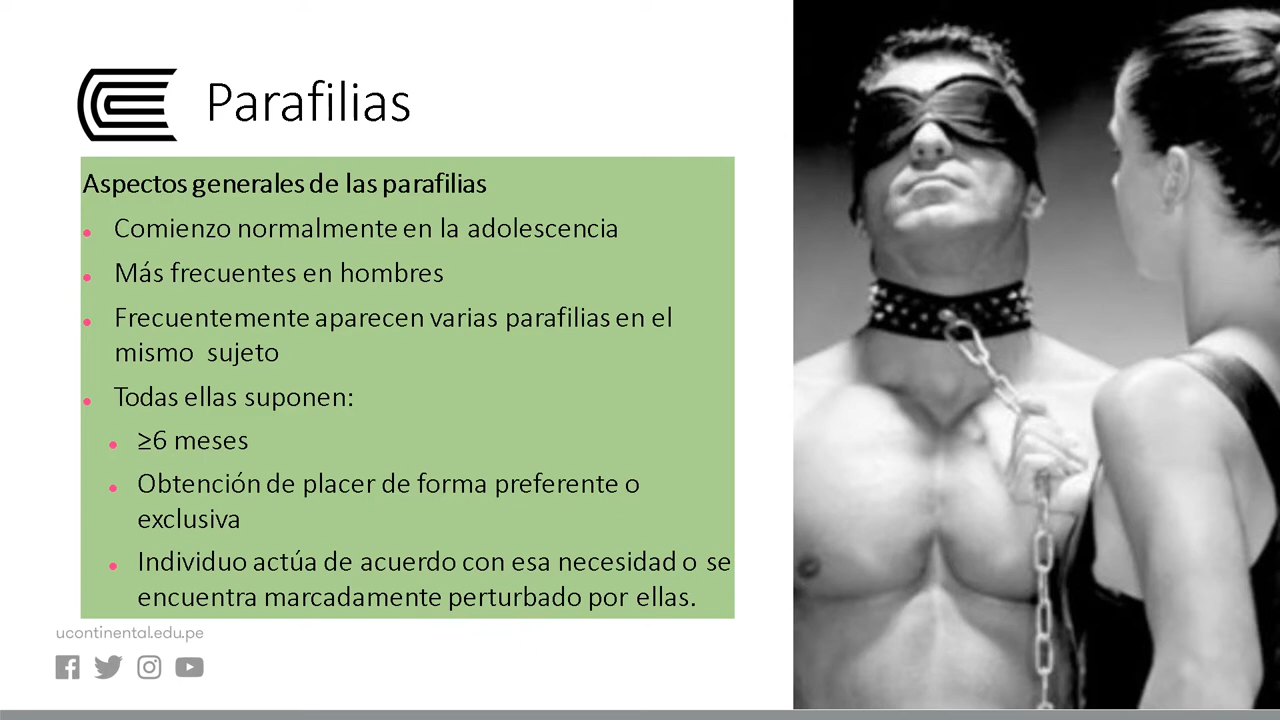 Parafilias
Aspectos generales de las parafilias
• Comienzo normalmente en la adolescencia
• Más frecuentes en hombres
• Frecuentemente aparecen varias parafilias en el
mismo sujeto
• Todas ellas suponen:
• ≥6 meses
• Obtención de placer de forma preferente o
exclusiva
• Individuo actúa de acuerdo con esa necesidad o se
encuentra marcadamente perturbado por ellas.
ucontinental.edu.pe